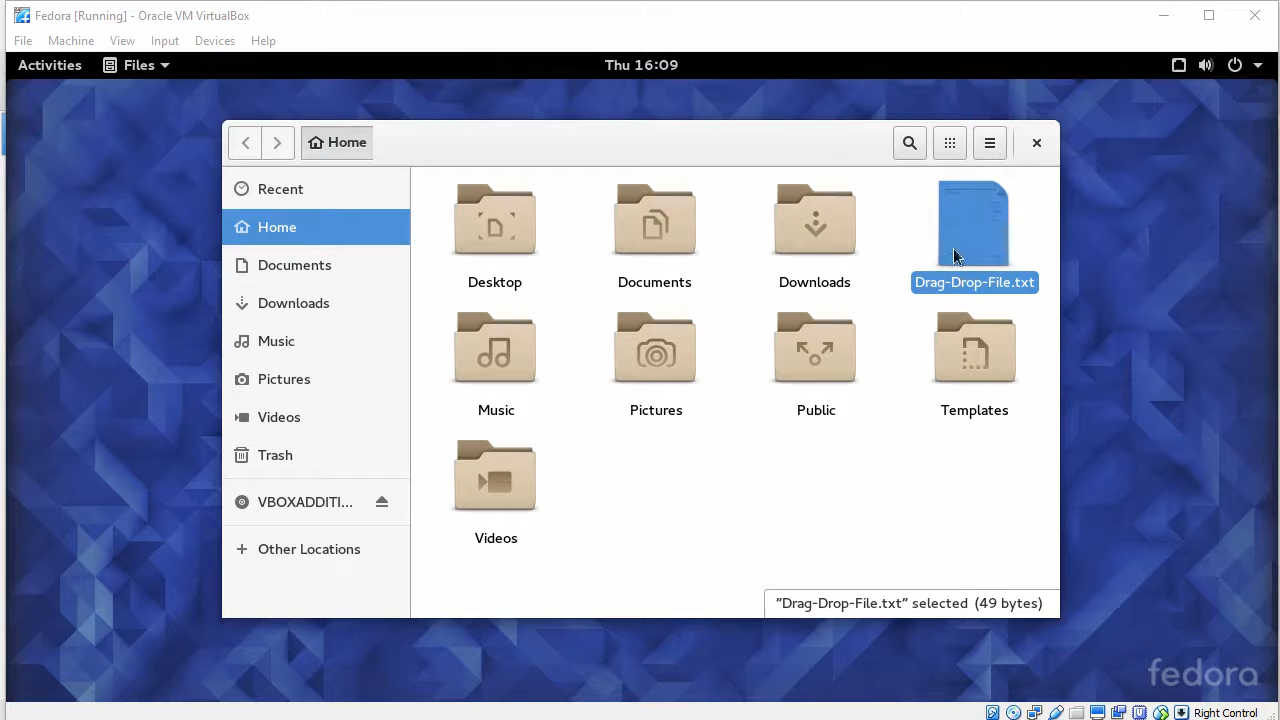 Fedora [Running] - Oracle VM VirtualBox
File Machine View Input Devices Help
Activities Files Thu 16:09
Home
Recent
Home
Documents
Downloads
Music
Pictures
Videos
Trash
VBOXADDITI...
Other Locations
Desktop Documents Downloads Drag-Drop-File.txt
Music Pictures Public Templates
Videos
"Drag-Drop-File.txt" selected (49 bytes)
fedora
Right Control